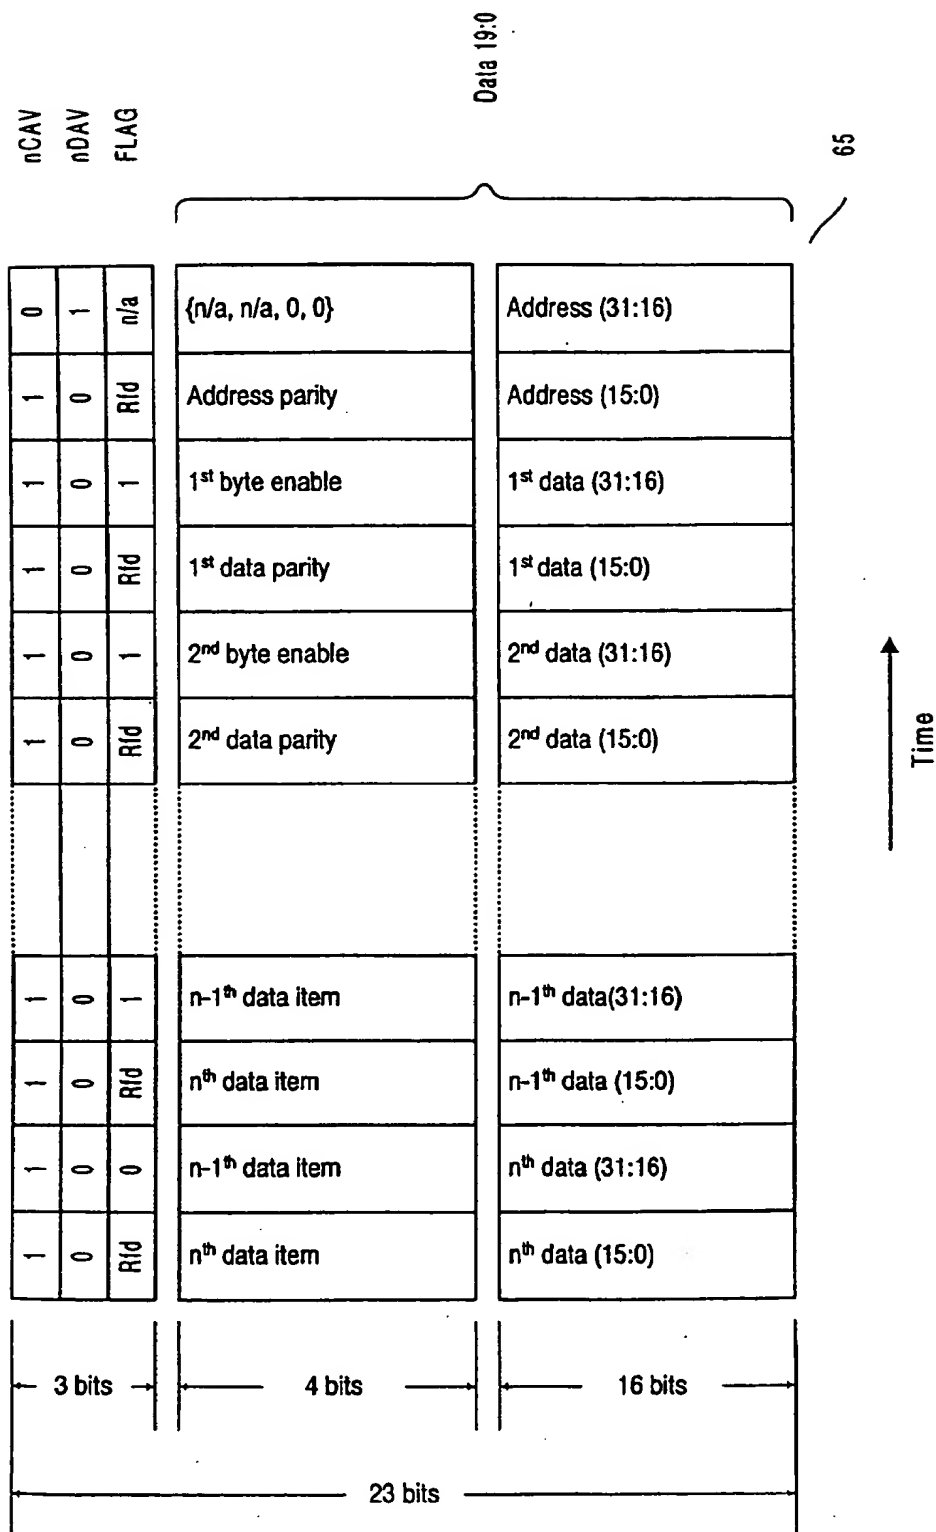 nCAV
nDAV
FLAG
Data 19:0
65
0 1 n/a {n/a, n/a, 0, 0} Address (31:16)
1 0 Rfd Address parity Address (15:0)
1 0 1 1st byte enable 1st data (31:16)
1 0 Rfd 1st data parity 1st data (15:0)
1 0 1 2nd byte enable 2nd data (31:16)
1 0 Rfd 2nd data parity 2nd data (15:0)
Time
1 0 1 n-1th data item n-1th data(31:16)
1 0 Rfd nth data item n-1th data (15:0)
1 0 0 n-1th data item nth data (31:16)
1 0 Rfd nth data item nth data (15:0)
3 bits 4 bits 16 bits
23 bits